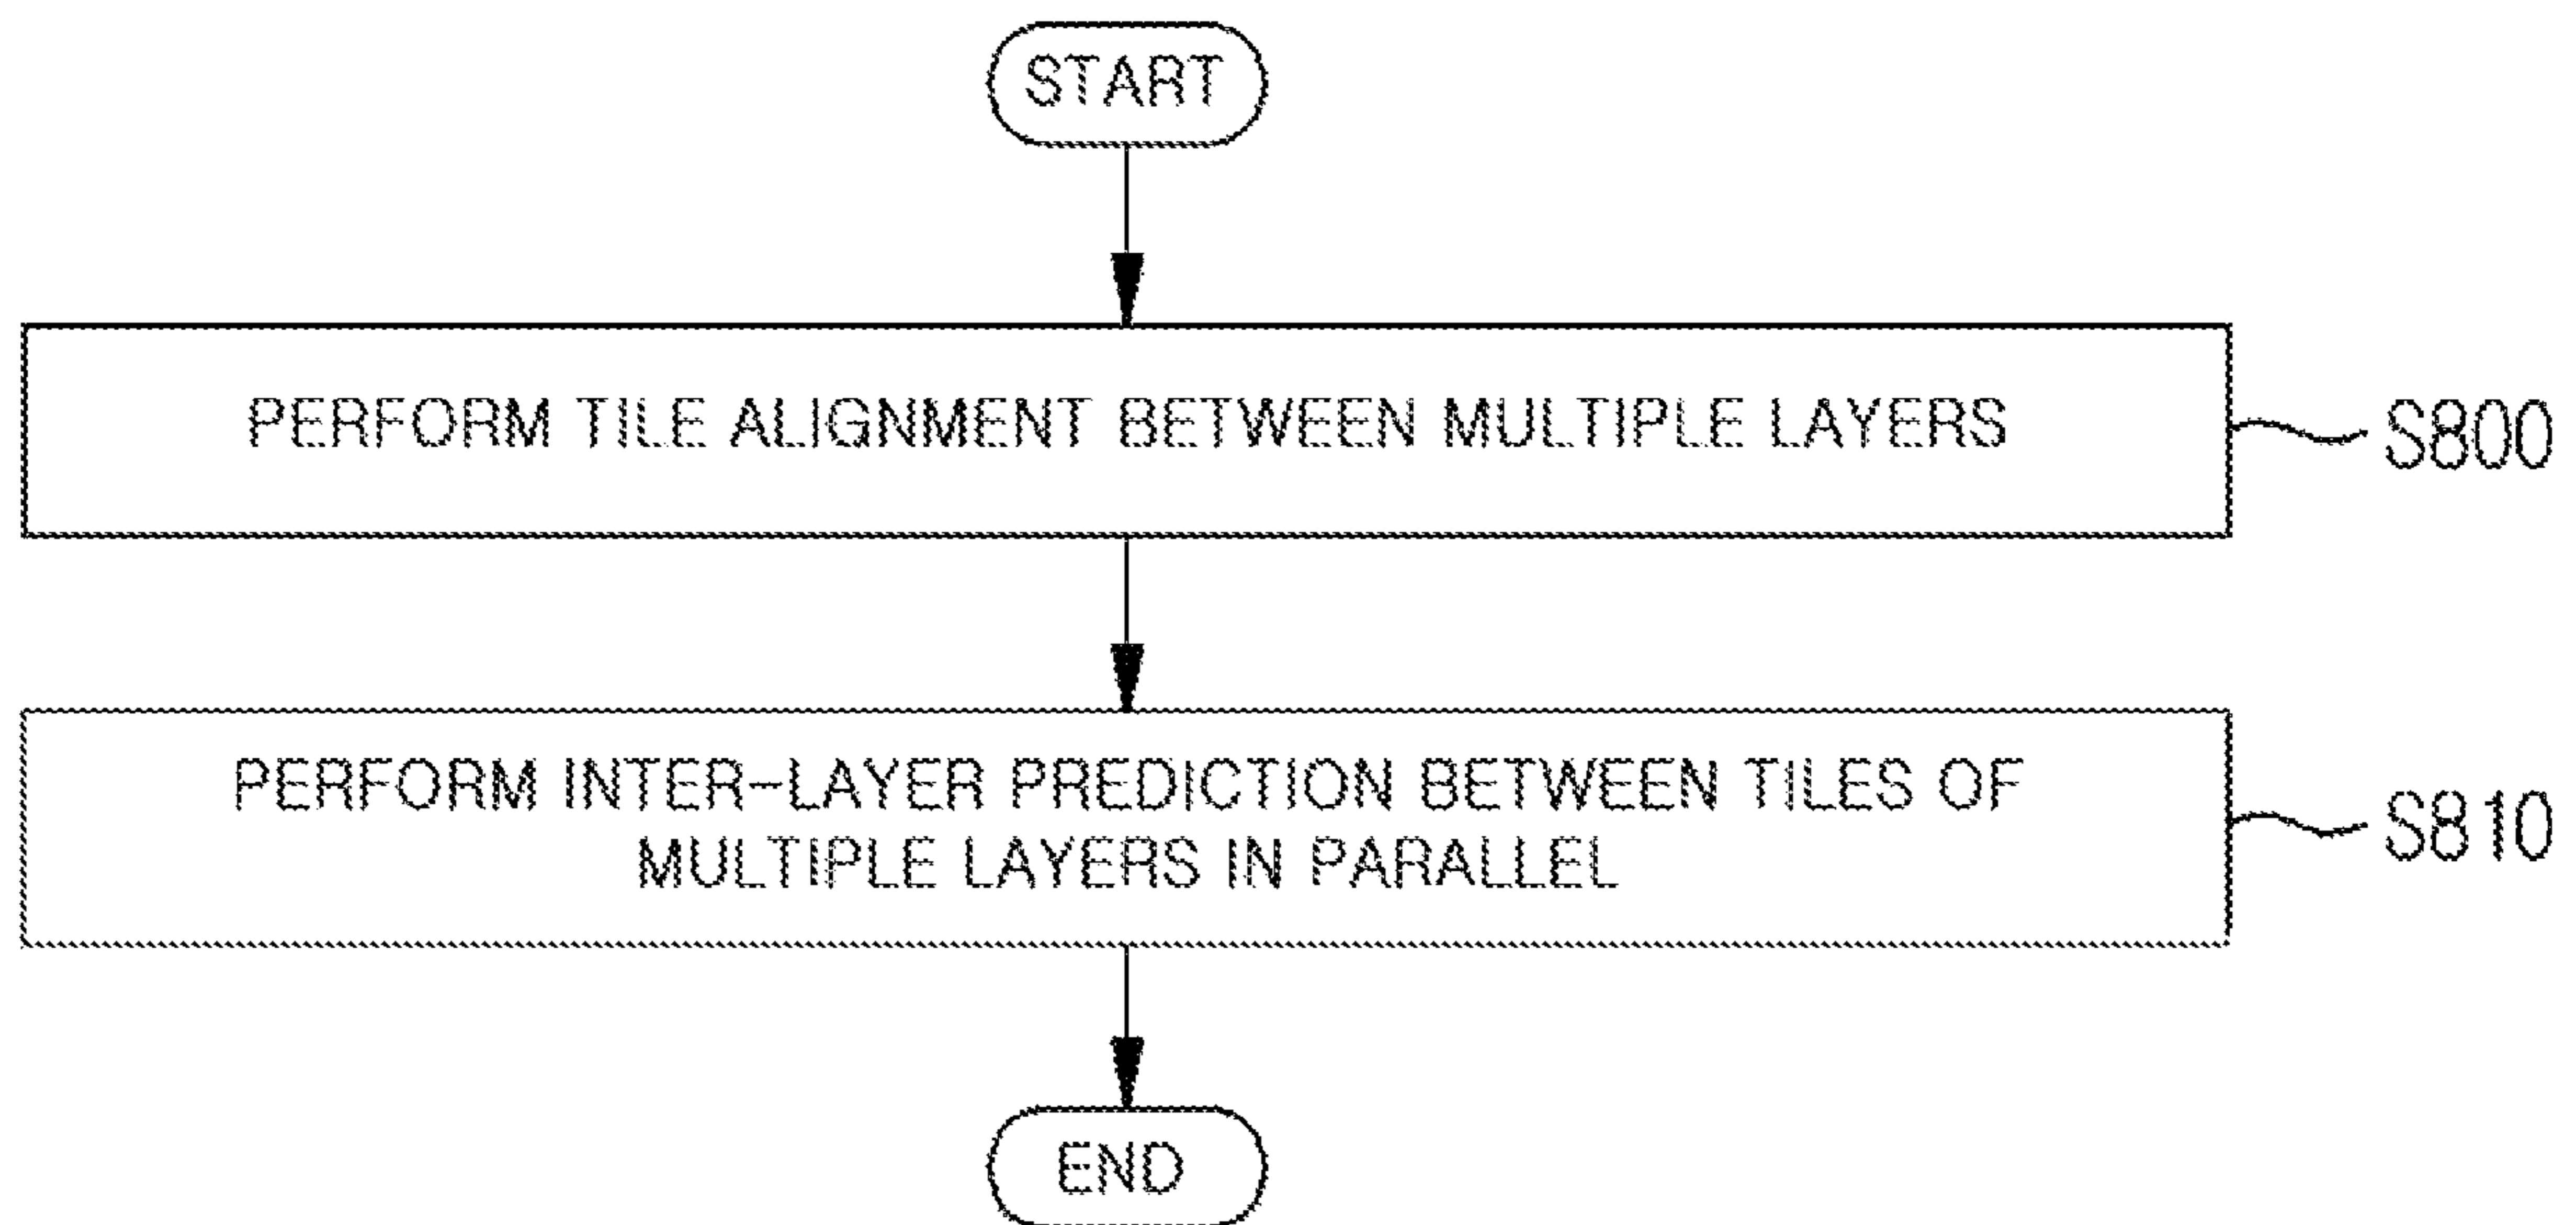 START
PERFORM TILE ALIGNMENT BETWEEN MULTIPLE LAYERS
S800
PERFORM INTER-LAYER PREDICTION BETWEEN TILES OF
MULTIPLE LAYERS IN PARALLEL
S810
END